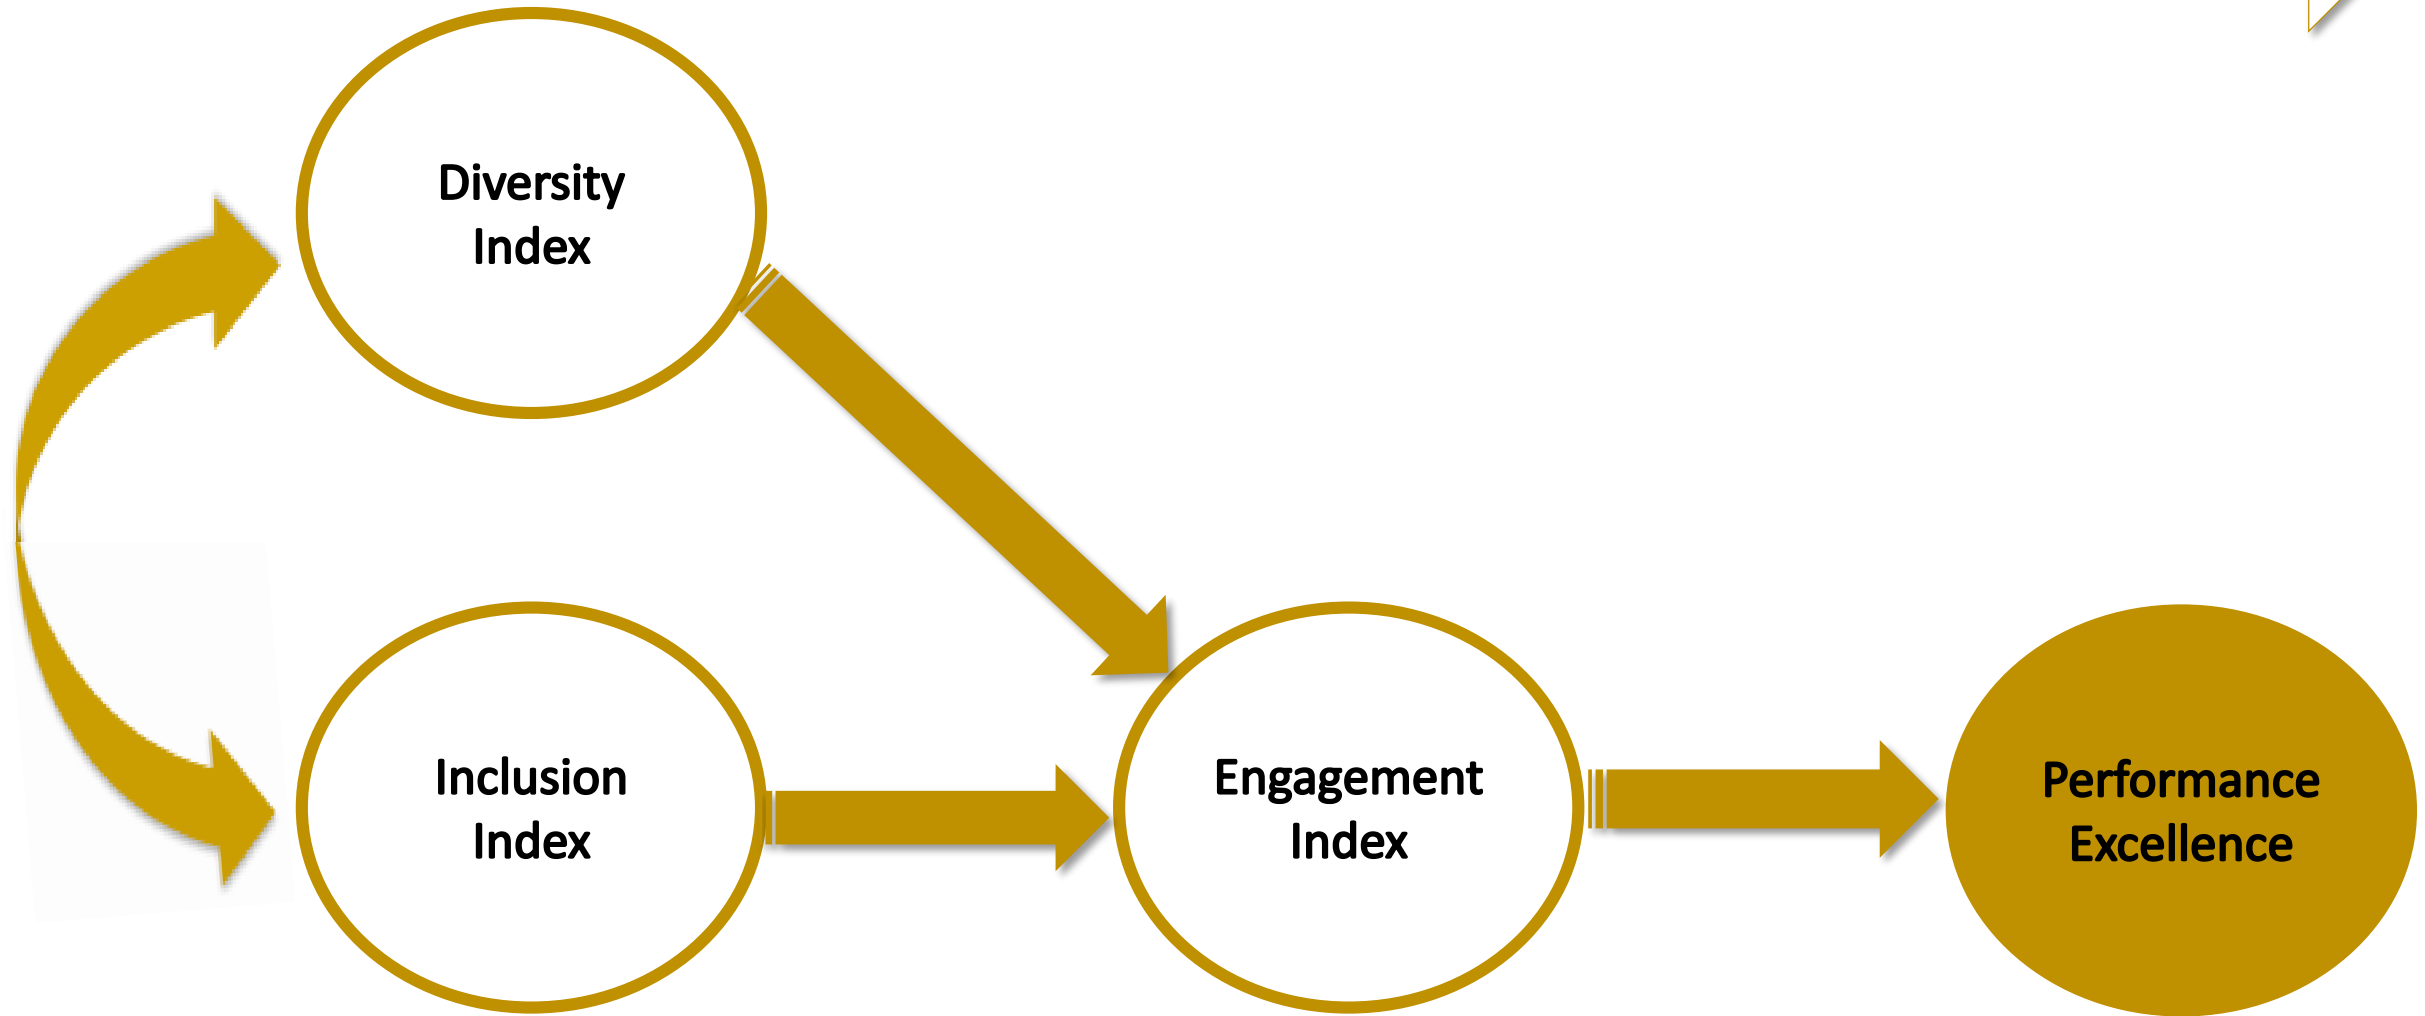 Diversity
Index
Inclusion
Index
Engagement
Index
Performance
Excellence